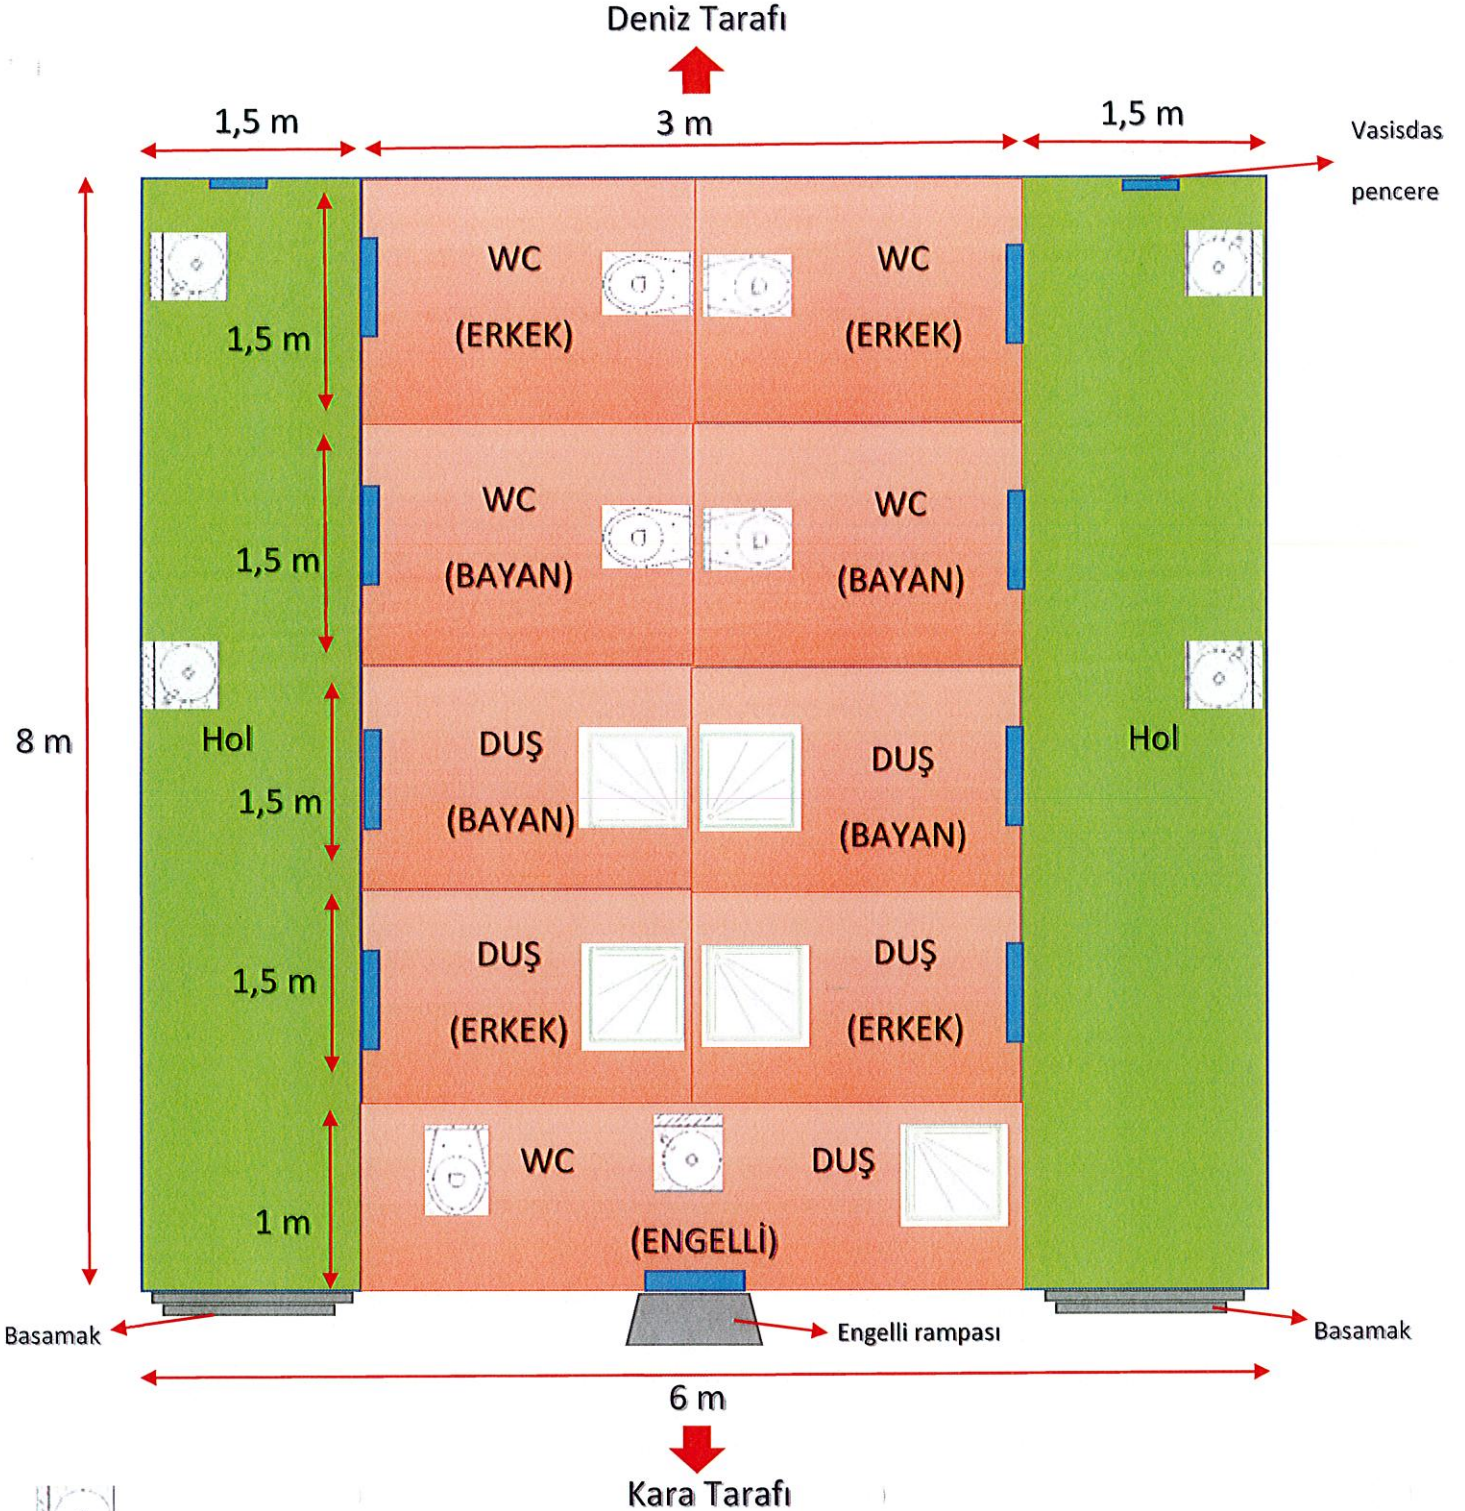 Deniz Tarafı
1,5 m
3 m
1,5 m
Vasisdas
pencere
WC
(ERKEK)
WC
(ERKEK)
1,5 m
WC
(BAYAN)
WC
(BAYAN)
1,5 m
8 m
Hol
DUŞ
(BAYAN)
DUŞ
(BAYAN)
Hol
1,5 m
DUŞ
(ERKEK)
DUŞ
(ERKEK)
1,5 m
WC
DUŞ
1 m
(ENGELLİ)
Basamak
Engelli rampası
Basamak
6 m
Kara Tarafı